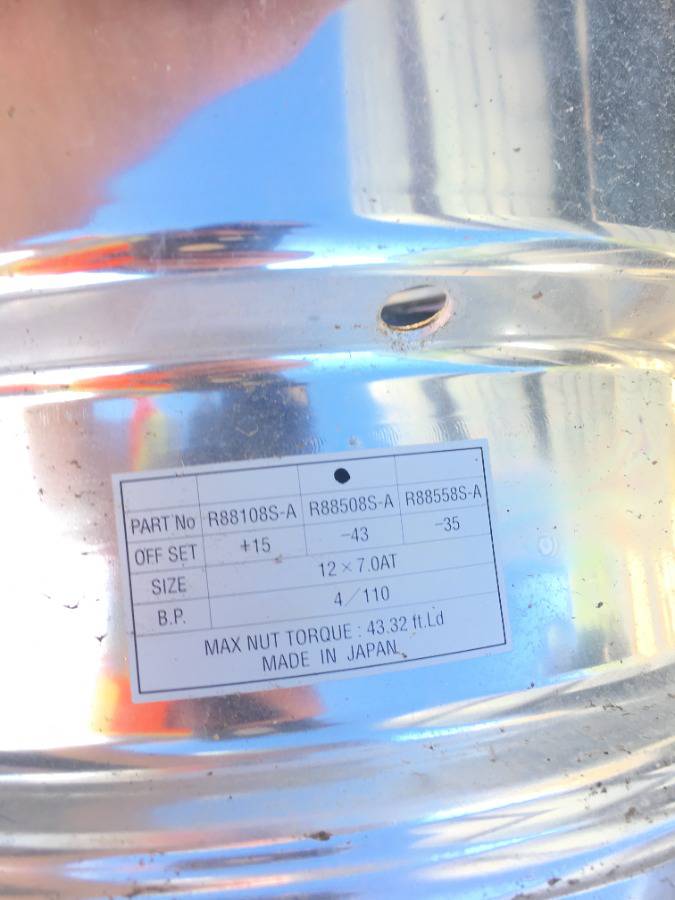 ●
PART No R88108S-A R88508S-A R88558S-A
OFF SET +15 −43 −35
SIZE 12×7.0AT
B.P. 4/110
MAX NUT TORQUE : 43.32 ft.Ld
MADE IN JAPAN